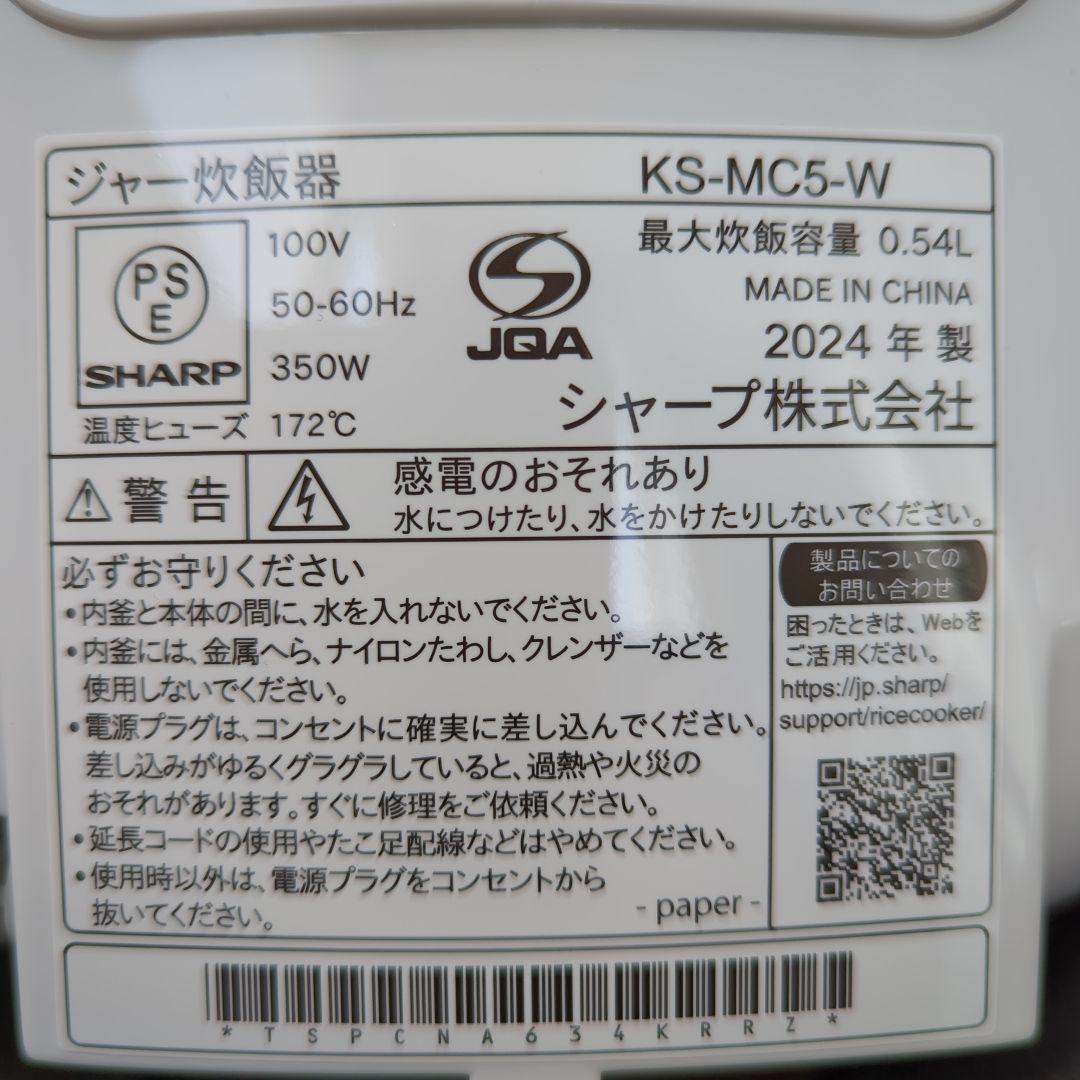 ジャー炊飯器 KS-MC5-W
PSE
SHARP
100V
50-60Hz
350W
温度ヒューズ 172℃
JQA
最大炊飯容量 0.54L
MADE IN CHINA
2024 年 製
シャープ株式会社
警 告
感電のおそれあり
水につけたり、水をかけたりしないでください。
必ずお守りください
•内釜と本体の間に、水を入れないでください。
•内釜には、金属へら、ナイロンたわし、クレンザーなどを
使用しないでください。
•電源プラグは、コンセントに確実に差し込んでください。
差し込みがゆるくグラグラしていると、過熱や火災の
おそれがあります。すぐに修理をご依頼ください。
•延長コードの使用やたこ足配線などはやめてください。
•使用時以外は、電源プラグをコンセントから
抜いてください。
- paper -
製品についての
お問い合わせ
困ったときは、Webを
ご活用ください。
https://jp.sharp/
support/ricecooker/
*TSPCNA634KRRZ*